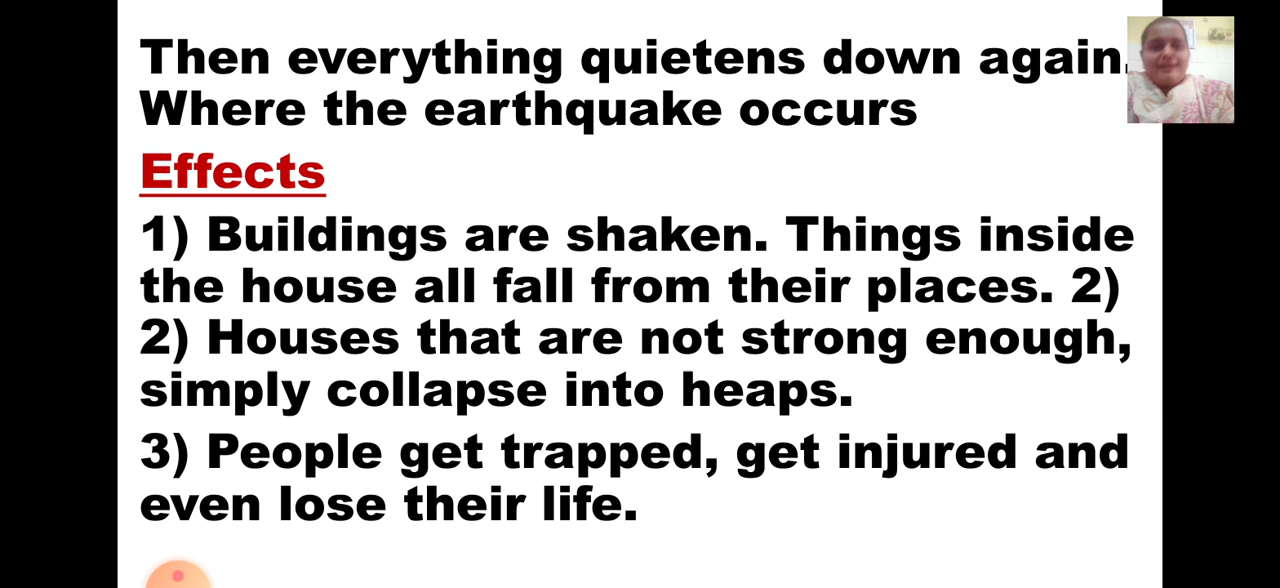 Then everything quietens down again.
Where the earthquake occurs
Effects
1) Buildings are shaken. Things inside
the house all fall from their places. 2)
2) Houses that are not strong enough,
simply collapse into heaps.
3) People get trapped, get injured and
even lose their life.